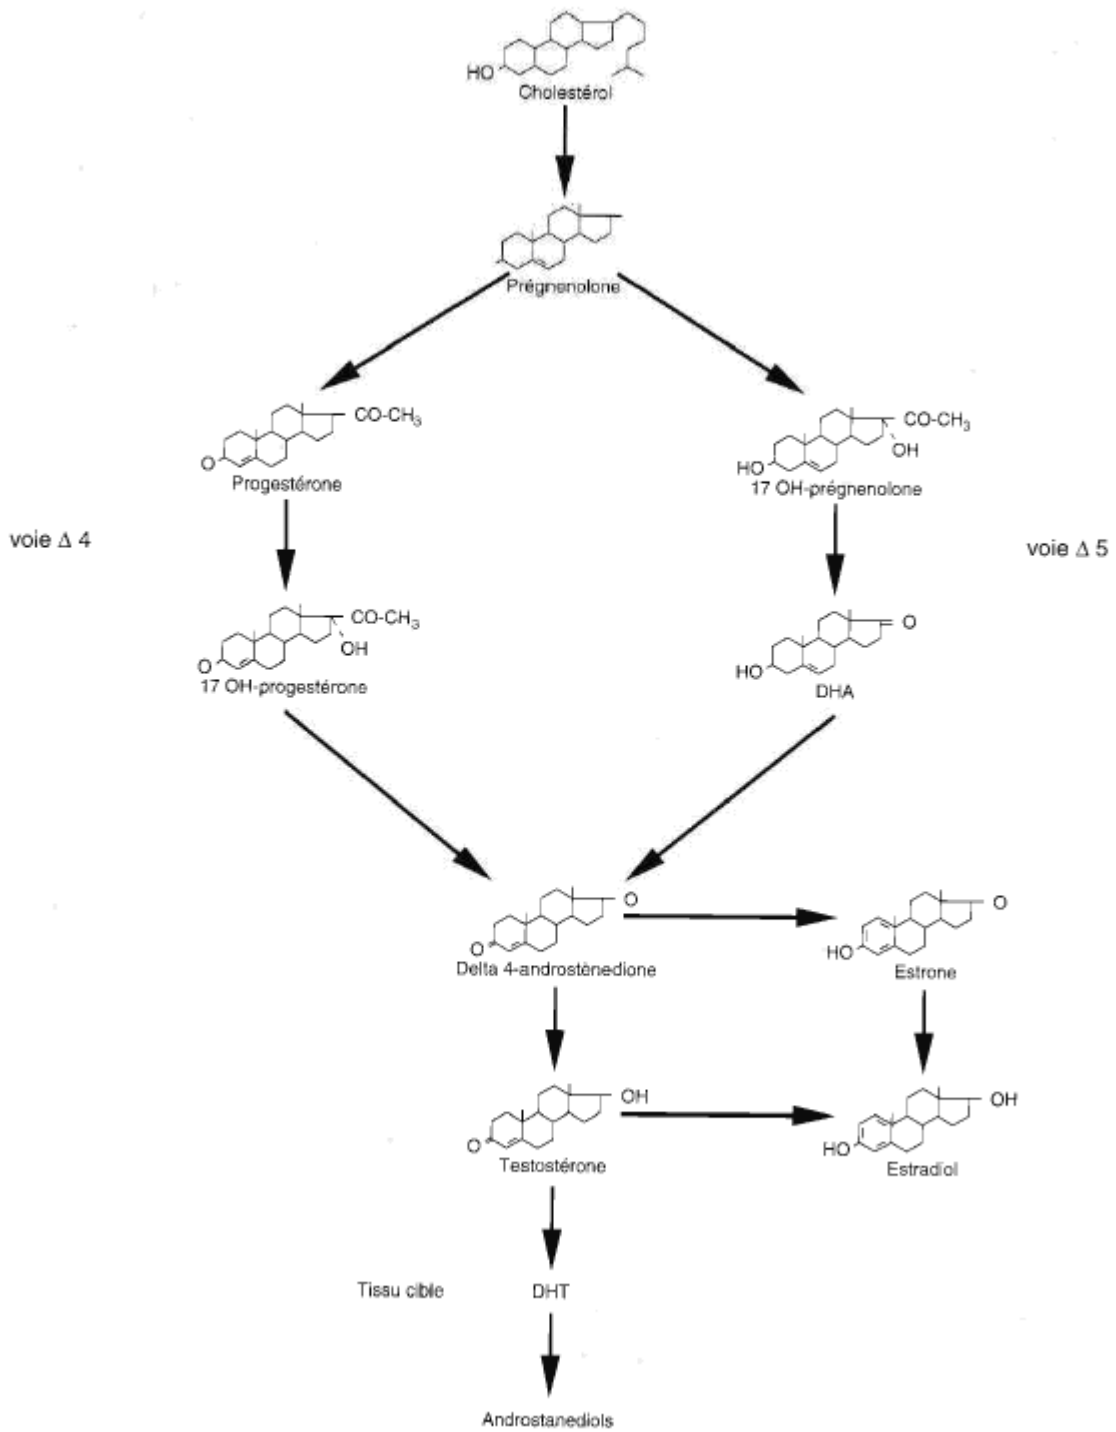 HO
Cholestérol
Prégnenolone
CO-CH₃
O
Progestérone
CO-CH₃
OH
HO
17 OH-prégnenolone
voie Δ 4
voie Δ 5
CO-CH₃
OH
O
17 OH-progestérone
O
HO
DHA
O
O
Delta 4-androstènedione
O
HO
Estrone
OH
O
Testostérone
OH
HO
Estradiol
Tissu cible
DHT
Androstanediols